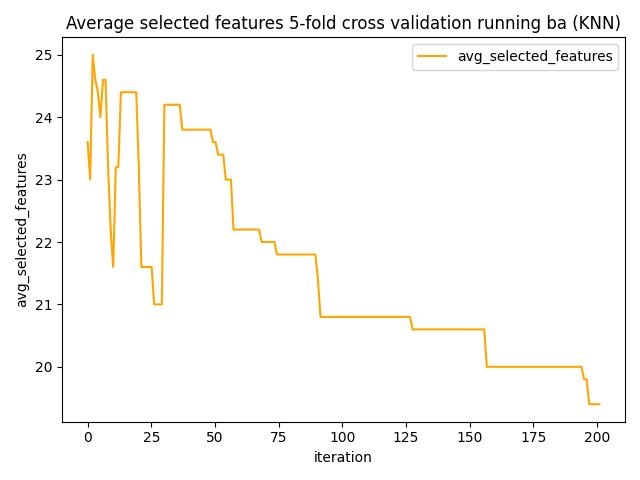 Average selected features 5-fold cross validation running ba (KNN)
avg_selected_features
25
24
23
22
21
20
avg_selected_features
0 25 50 75 100 125 150 175 200
iteration